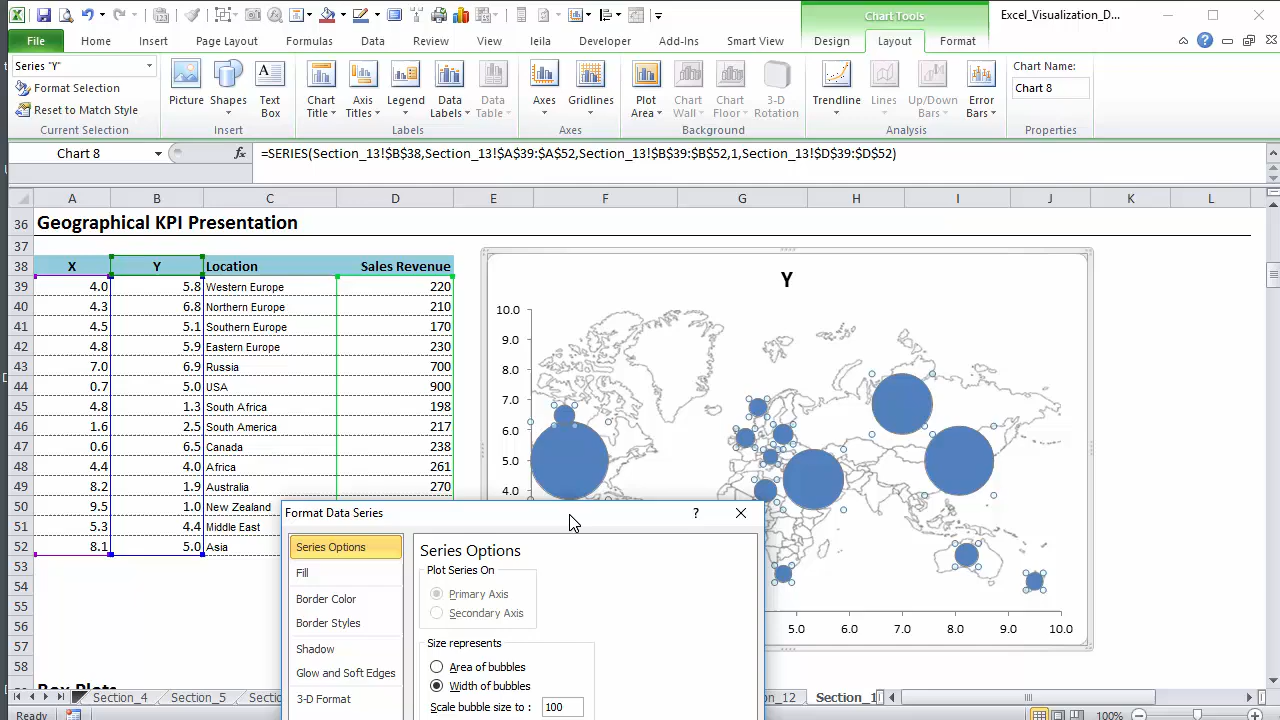 Chart Tools
Excel_Visualization_D...
File Home Insert Page Layout Formulas Data Review View leila Developer Add-Ins Smart View Design Layout Format
Series "Y"
Format Selection
Reset to Match Style
Current Selection
Picture Shapes Text Box
Insert
Chart Title Axis Titles Legend Data Labels Data Table
Labels
Axes Gridlines
Axes
Plot Area Chart Wall Chart Floor 3-D Rotation
Background
Trendline Lines Up/Down Bars Error Bars
Analysis
Chart Name:
Chart 8
Properties
Chart 8 fx =SERIES(Section_13!$B$38,Section_13!$A$39:$A$52,Section_13!$B$39:$B$52,1,Section_13!$D$39:$D$52)
A B C D E F G H I J K L
36 Geographical KPI Presentation
37
38 X Y Location Sales Revenue
39 4.0 5.8 Western Europe 220
40 4.3 6.8 Northern Europe 210
41 4.5 5.1 Southern Europe 170
42 4.8 5.9 Eastern Europe 230
43 7.0 6.9 Russia 700
44 0.7 5.0 USA 900
45 4.8 1.3 South Africa 198
46 1.6 2.5 South America 217
47 0.6 6.5 Canada 238
48 4.4 4.0 Africa 261
49 8.2 1.9 Australia 270
50 9.5 1.0 New Zealand
51 5.3 4.4 Middle East
52 8.1 5.0 Asia
53
54
55
56
57
58
Y
10.0
9.0
8.0
7.0
6.0
5.0
4.0
5.0 6.0 7.0 8.0 9.0 10.0
Format Data Series ?
Series Options
Fill
Border Color
Border Styles
Shadow
Glow and Soft Edges
3-D Format
Series Options
Plot Series On
Primary Axis
Secondary Axis
Size represents
Area of bubbles
Width of bubbles
Scale bubble size to : 100
Section_4 Section_5 Sectio _12 Section_1
Ready 100%